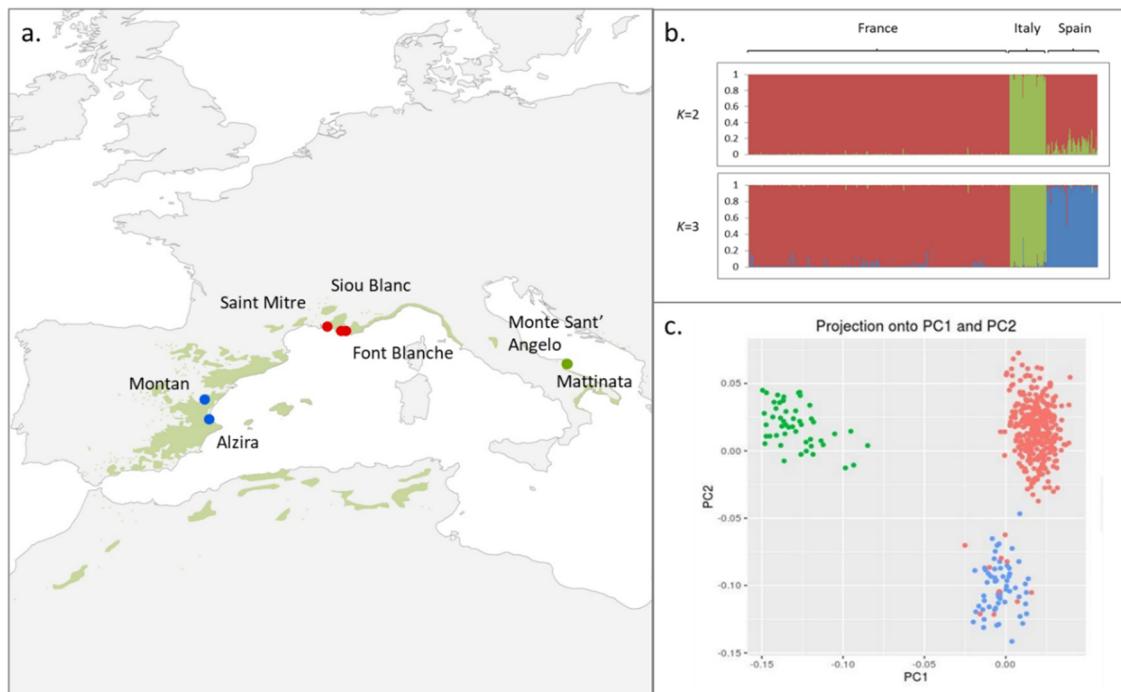 a.
Siou Blanc
Saint Mitre
Font Blanche
Monte Sant’
Angelo
Mattinata
Montan
Alzira
b.
France Italy Spain
K=2
1
0.8
0.6
0.4
0.2
0
K=3
1
0.8
0.6
0.4
0.2
0
c.
Projection onto PC1 and PC2
PC2
0.05
0.00
-0.05
-0.10
-0.15
-0.15 -0.10 -0.05 0.00
PC1